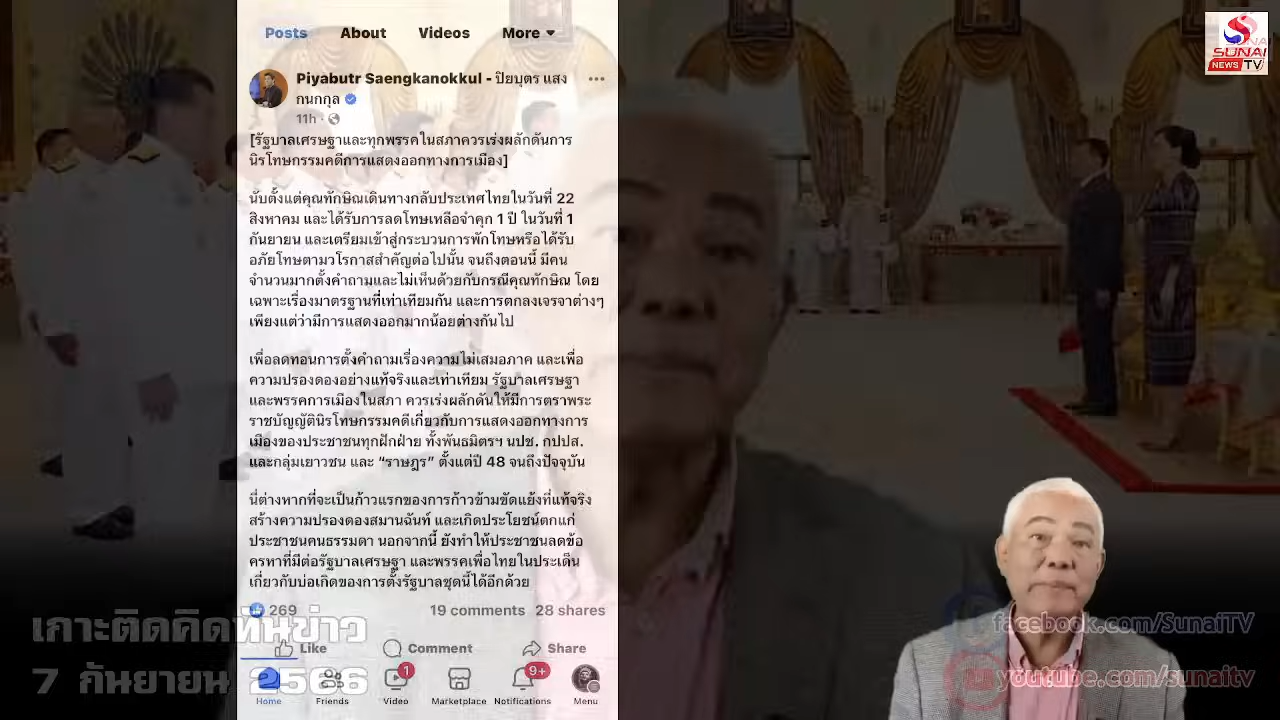 Posts About Videos More
Piyabutr Saengkanokkul - ปิยบุตร แสง
กนกกุล
11h ·
[รัฐบาลเศรษฐาและทุกพรรคในสภาควรเร่งผลักดันการ
นิรโทษกรรมคดีการแสดงออกทางการเมือง]
นับตั้งแต่คุณทักษิณเดินทางกลับประเทศไทยในวันที่ 22
สิงหาคม และได้รับการลดโทษเหลือจำคุก 1 ปี ในวันที่ 1
กันยายน และเตรียมเข้าสู่กระบวนการพักโทษหรือได้รับ
อภัยโทษตามวโรกาสสำคัญต่อไปนั้น จนถึงตอนนี้ มีคน
จำนวนมากตั้งคำถามและไม่เห็นด้วยกับกรณีคุณทักษิณ โดย
เฉพาะเรื่องมาตรฐานที่เท่าเทียมกัน และการตกลงเจรจาต่างๆ
เพียงแต่ว่ามีการแสดงออกมากน้อยต่างกันไป
เพื่อลดทอนการตั้งคำถามเรื่องความไม่เสมอภาค และเพื่อ
ความปรองดองอย่างแท้จริงและเท่าเทียม รัฐบาลเศรษฐา
และพรรคการเมืองในสภา ควรเร่งผลักดันให้มีการตราพระ
ราชบัญญัตินิรโทษกรรมคดีเกี่ยวกับการแสดงออกทางการ
เมืองของประชาชนทุกฝักฝ่าย ทั้งพันธมิตรฯ นปช. กปปส.
และกลุ่มเยาวชน และ “ราษฎร” ตั้งแต่ปี 48 จนถึงปัจจุบัน
นี่ต่างหากที่จะเป็นก้าวแรกของการก้าวข้ามขัดแย้งที่แท้จริง
สร้างความปรองดองสมานฉันท์ และเกิดประโยชน์ตกแก่
ประชาชนคนธรรมดา นอกจากนี้ ยังทำให้ประชาชนลดข้อ
ครหาที่มีต่อรัฐบาลเศรษฐา และพรรคเพื่อไทยในประเด็น
เกี่ยวกับบ่อเกิดของการตั้งรัฐบาลชุดนี้ได้อีกด้วย
269 19 comments 28 shares
Like Comment Share
1 9+
Home Friends Video Marketplace Notifications Menu
เกาะติดคิดทันข่าว
7 กันยายน 2566
SUNAI
NEWS TV
facebook.com/SunaiTV
youtube.com/sunaitv